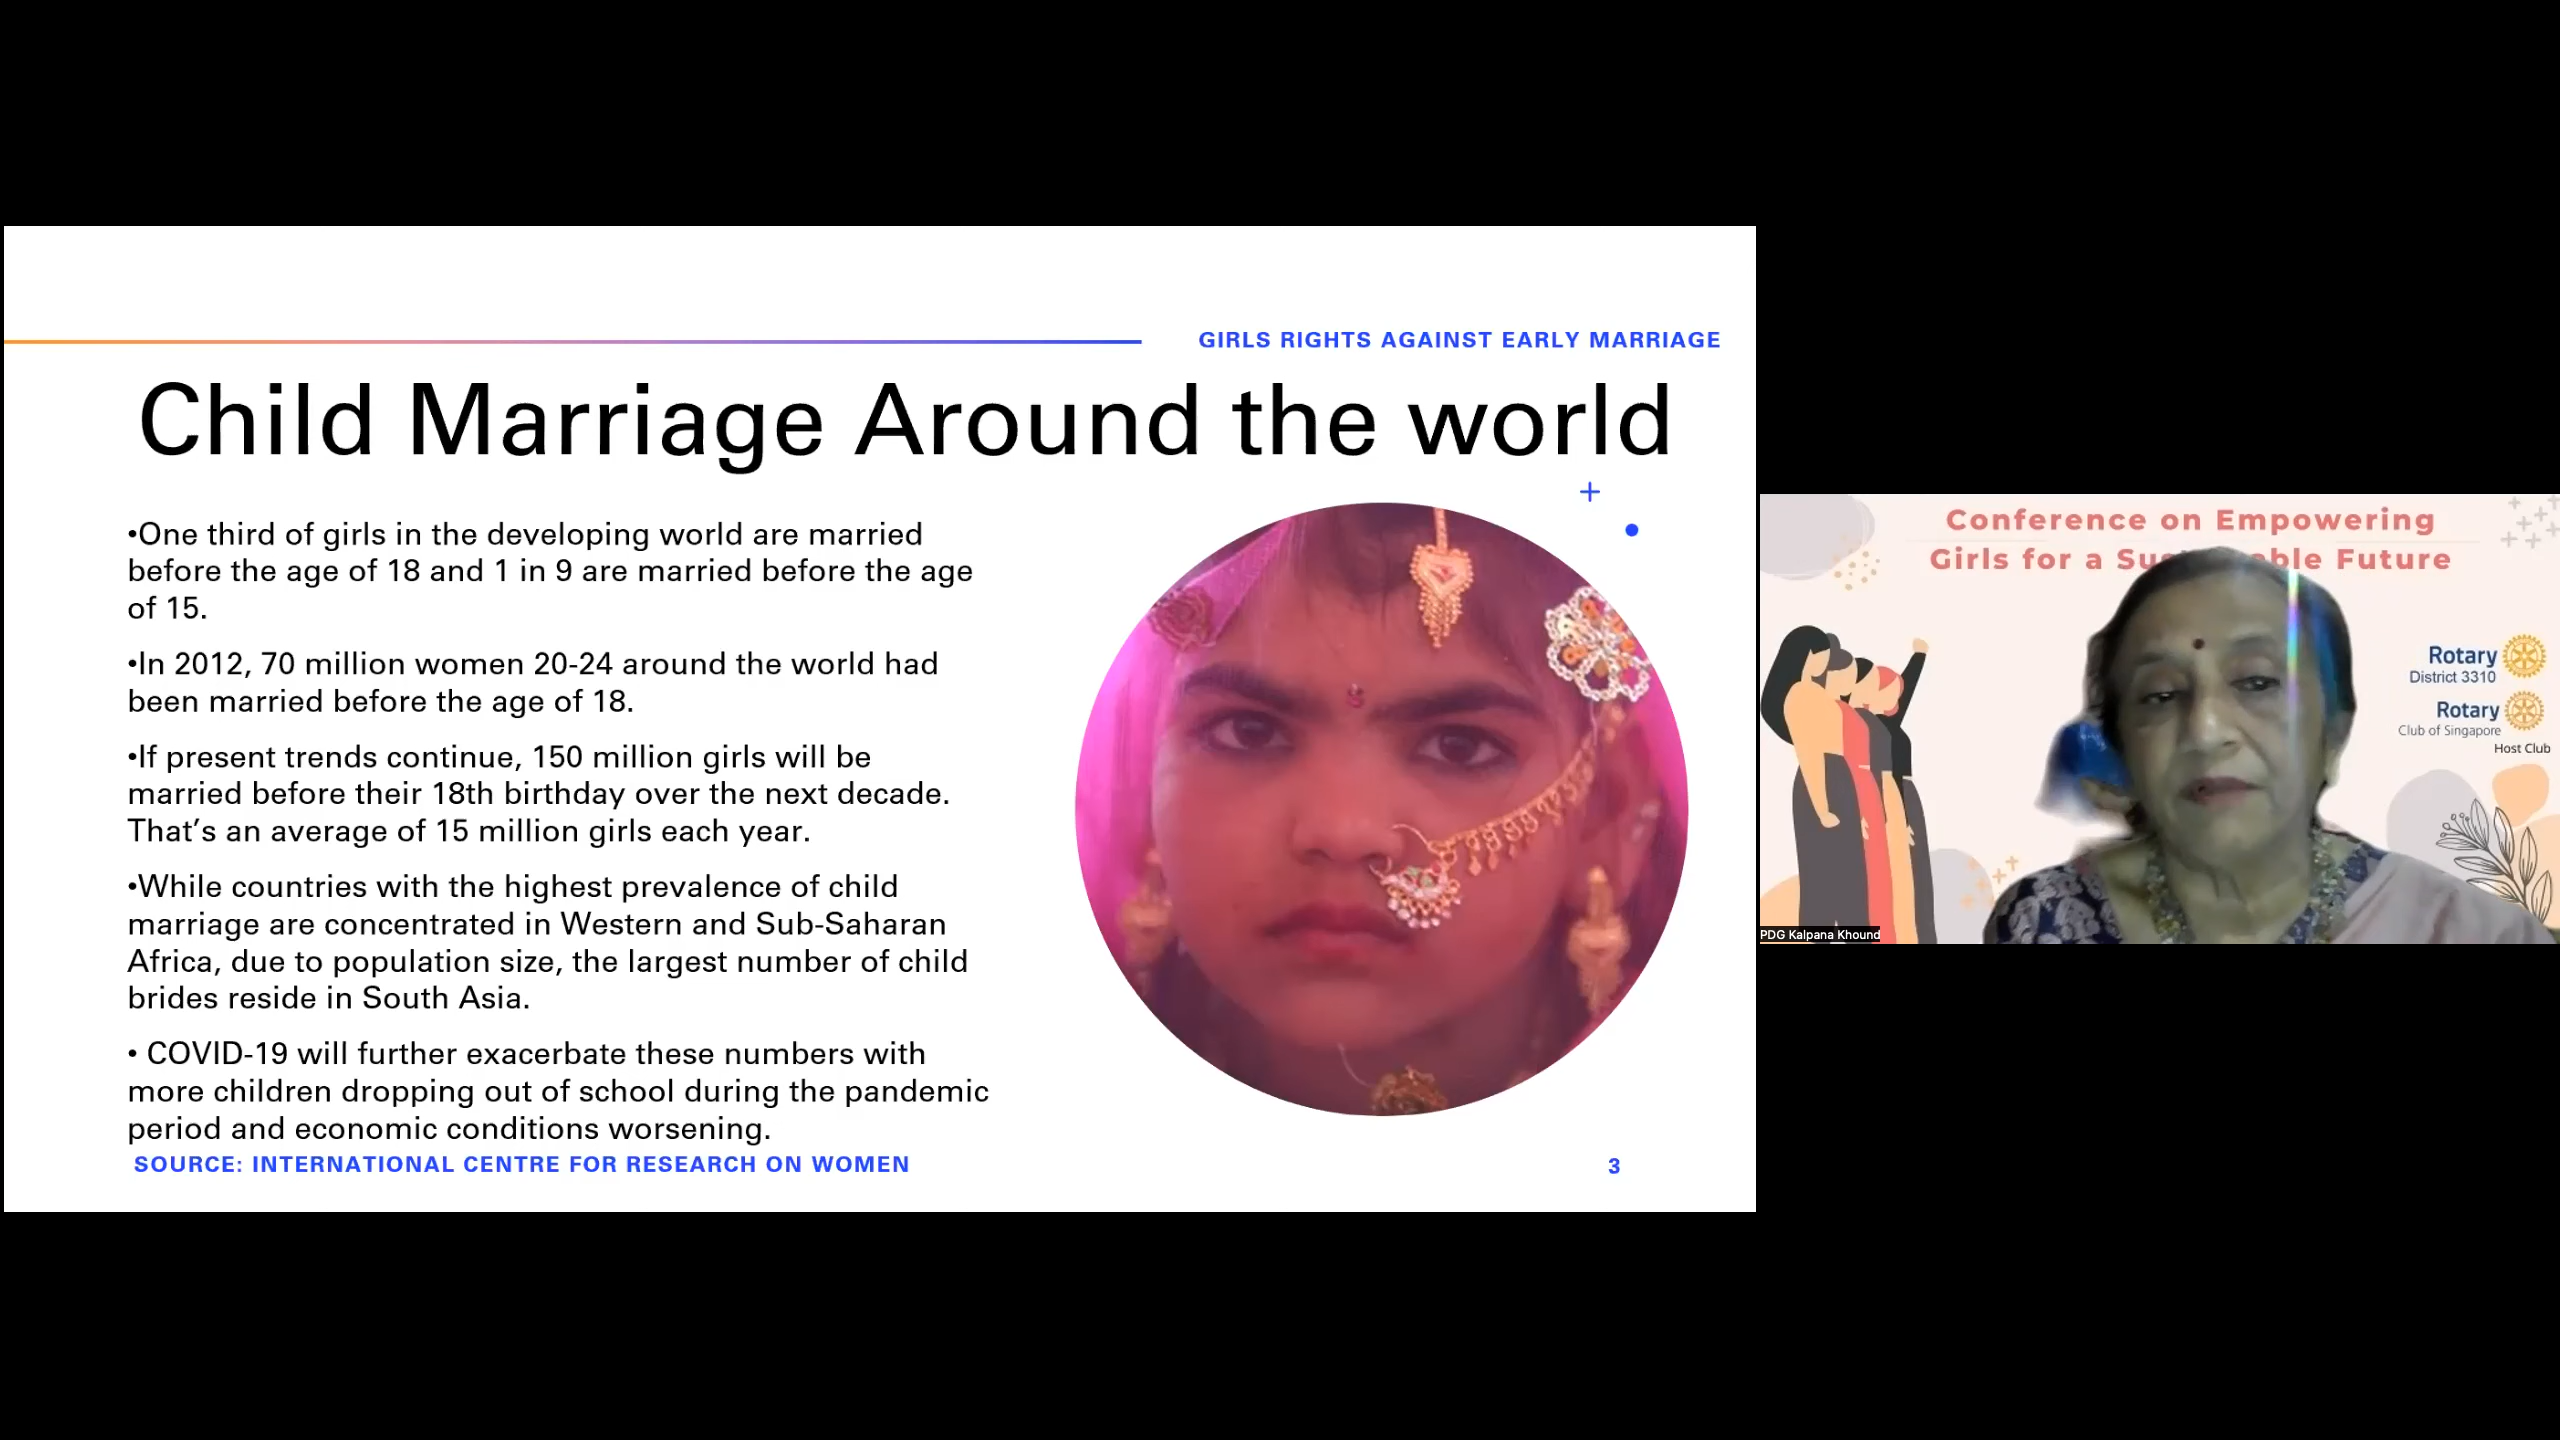 GIRLS RIGHTS AGAINST EARLY MARRIAGE
Child Marriage Around the world
•One third of girls in the developing world are married
before the age of 18 and 1 in 9 are married before the age
of 15.
•In 2012, 70 million women 20-24 around the world had
been married before the age of 18.
•If present trends continue, 150 million girls will be
married before their 18th birthday over the next decade.
That’s an average of 15 million girls each year.
•While countries with the highest prevalence of child
marriage are concentrated in Western and Sub-Saharan
Africa, due to population size, the largest number of child
brides reside in South Asia.
• COVID-19 will further exacerbate these numbers with
more children dropping out of school during the pandemic
period and economic conditions worsening.
SOURCE: INTERNATIONAL CENTRE FOR RESEARCH ON WOMEN
3
Conference on Empowering
Girls for a Future
Rotary
District 3310
Rotary
Club of Singapore
Host Club
PDG Kalpana Khound